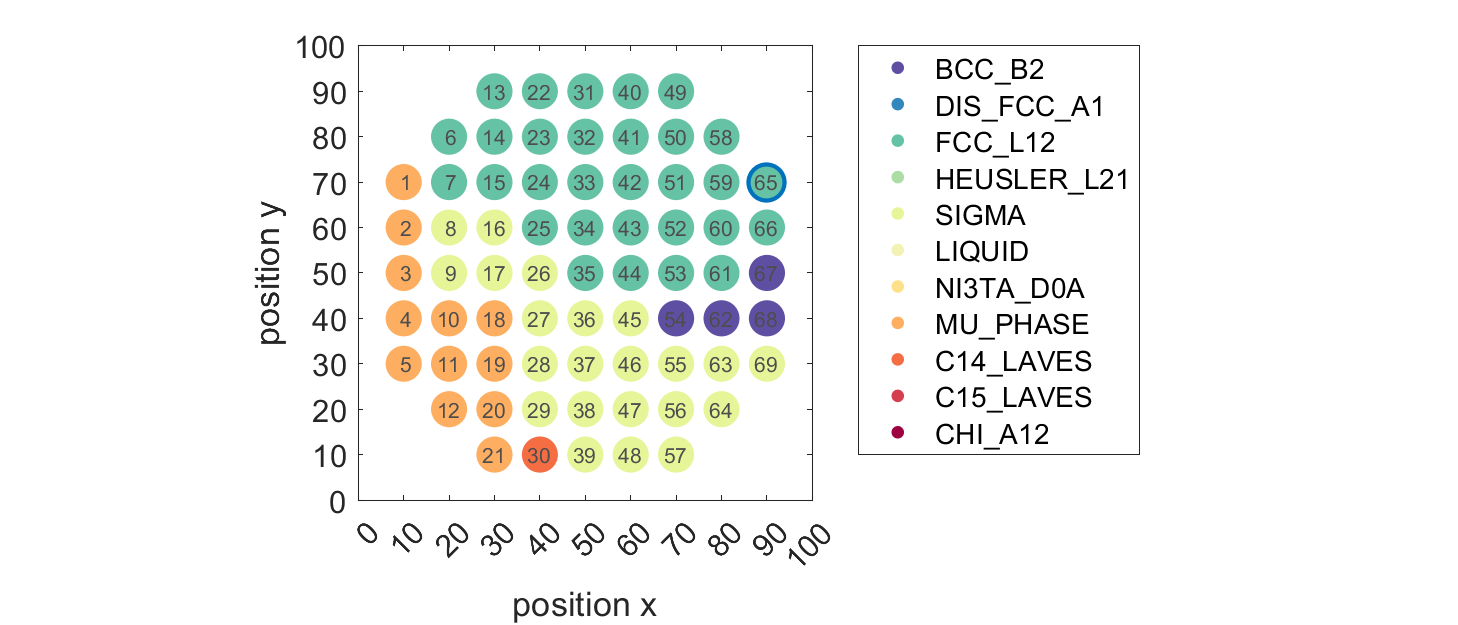 100
90
80
70
60
50
40
30
20
10
0
13 22 31 40 49
6 14 23 32 41 50 58
1 7 15 24 33 42 51 59 65
2 8 16 25 34 43 52 60 66
3 9 17 26 35 44 53 61 67
4 10 18 27 36 45 54 62 68
5 11 19 28 37 46 55 63 69
12 20 29 38 47 56 64
21 30 39 48 57
0 10 20 30 40 50 60 70 80 90 100
position x
position y
BCC_B2
DIS_FCC_A1
FCC_L12
HEUSLER_L21
SIGMA
LIQUID
NI3TA_D0A
MU_PHASE
C14_LAVES
C15_LAVES
CHI_A12